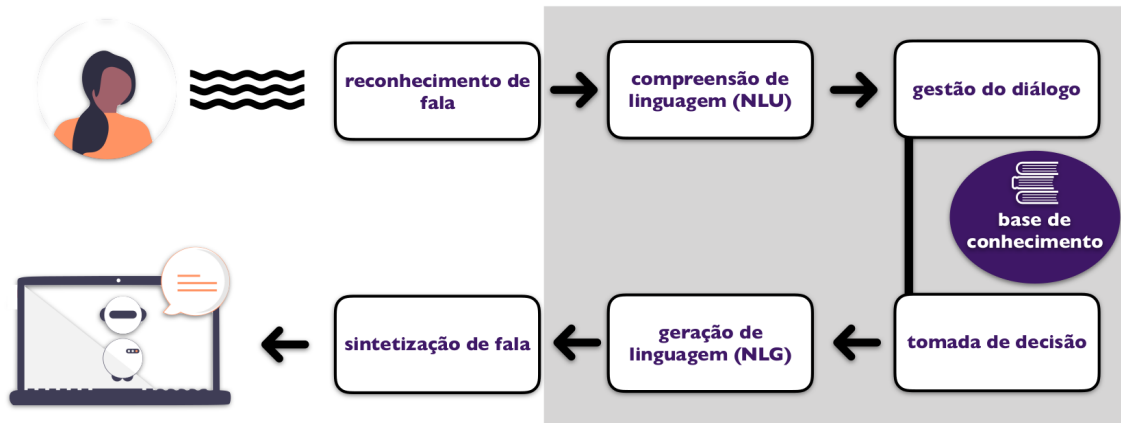 reconhecimento de
fala
compreensão de
linguagem (NLU)
gestão do diálogo
base de
conhecimento
sintetização de fala
geração de
linguagem (NLG)
tomada de decisão